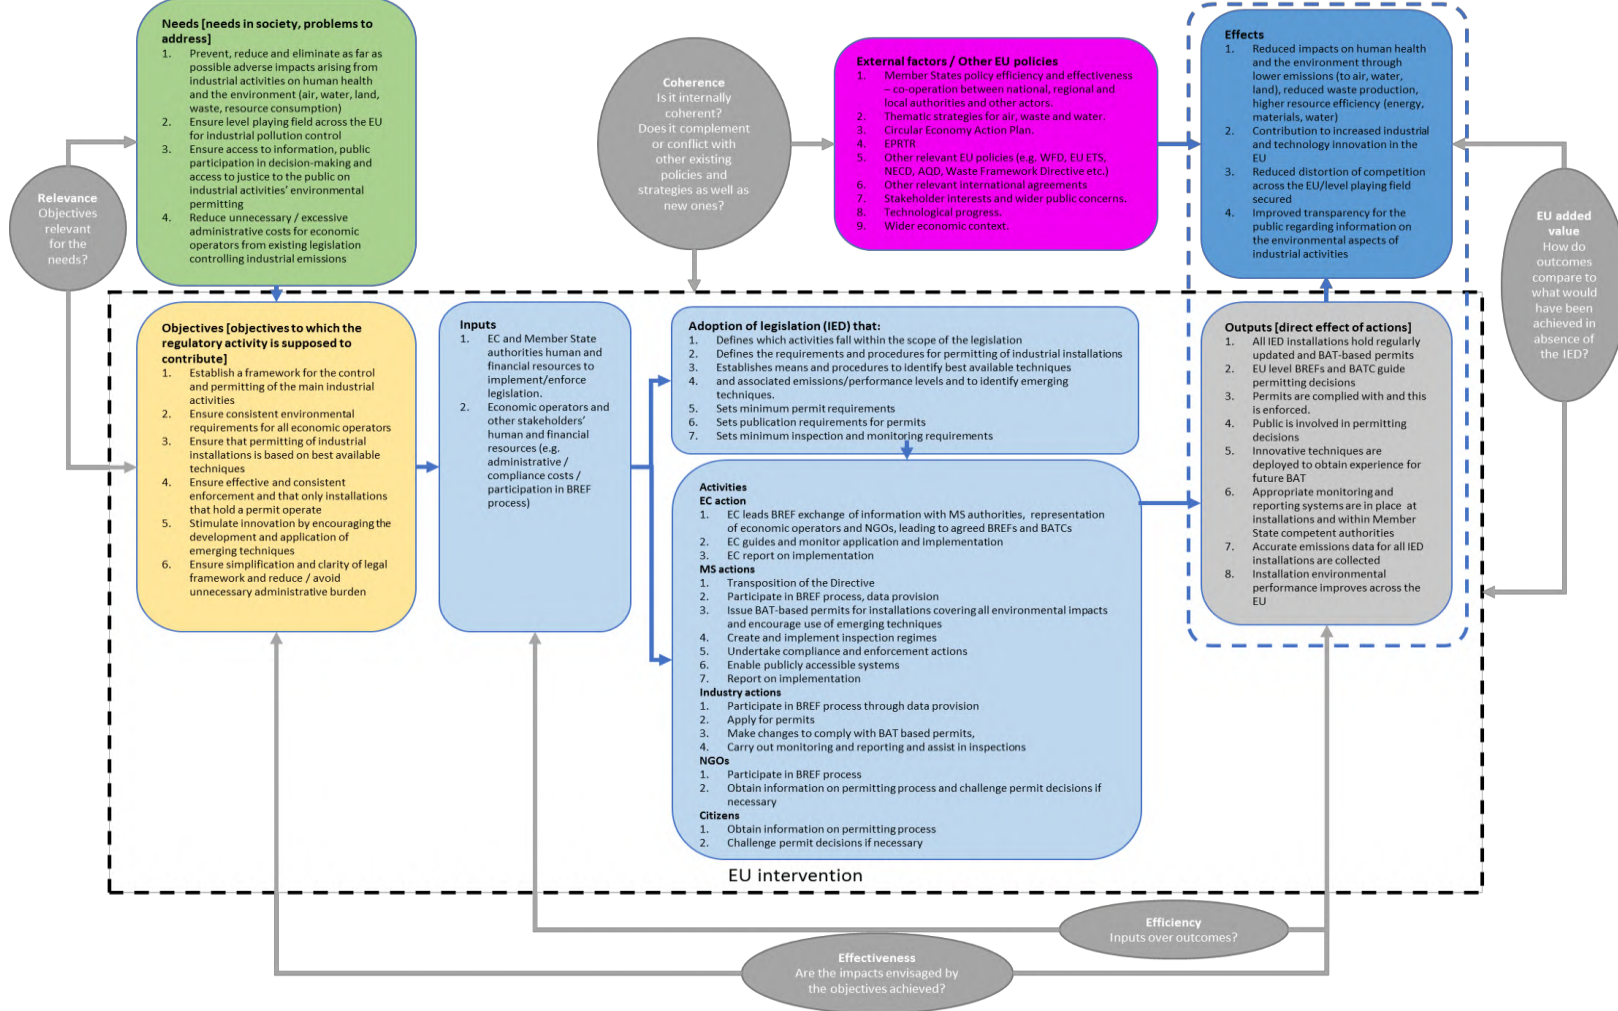 Needs [needs in society, problems to
address]
1. Prevent, reduce and eliminate as far as
possible adverse impacts arising from
industrial activities on human health
and the environment (air, water, land,
waste, resource consumption)
2. Ensure level playing field across the EU
for industrial pollution control
3. Ensure access to information, public
participation in decision-making and
access to justice to the public on
industrial activities' environmental
permitting
4. Reduce unnecessary / excessive
administrative costs for economic
operators from existing legislation
controlling industrial emissions
Relevance
Objectives
relevant
for the
needs?
Coherence
Is it internally
coherent?
Does it complement
or conflict with
other existing
policies and
strategies as well as
new ones?
External factors / Other EU policies
1. Member States policy efficiency and effectiveness
– co-operation between national, regional and
local authorities and other actors.
2. Thematic strategies for air, waste and water.
3. Circular Economy Action Plan.
4. EPRTR
5. Other relevant EU policies (e.g. WFD, EU ETS,
NECD, AQD, Waste Framework Directive etc.)
6. Other relevant international agreements
7. Stakeholder interests and wider public concerns.
8. Technological progress.
9. Wider economic context.
Effects
1. Reduced impacts on human health
and the environment through
lower emissions (to air, water,
land), reduced waste production,
higher resource efficiency (energy,
materials, water)
2. Contribution to increased industrial
and technology innovation in the
EU
3. Reduced distortion of competition
across the EU/level playing field
secured
4. Improved transparency for the
public regarding information on
the environmental aspects of
industrial activities
EU added
value
How do
outcomes
compare to
what would
have been
achieved in
absence of
the IED?
Objectives [objectives to which the
regulatory activity is supposed to
contribute]
1. Establish a framework for the control
and permitting of the main industrial
activities
2. Ensure consistent environmental
requirements for all economic operators
3. Ensure that permitting of industrial
installations is based on best available
techniques
4. Ensure effective and consistent
enforcement and that only installations
that hold a permit operate
5. Stimulate innovation by encouraging the
development and application of
emerging techniques
6. Ensure simplification and clarity of legal
framework and reduce / avoid
unnecessary administrative burden
Inputs
1. EC and Member State
authorities human and
financial resources to
implement/enforce
legislation.
2. Economic operators and
other stakeholders'
human and financial
resources (e.g.
administrative /
compliance costs /
participation in BREF
process)
Adoption of legislation (IED) that:
1. Defines which activities fall within the scope of the legislation
2. Defines the requirements and procedures for permitting of industrial installations
3. Establishes means and procedures to identify best available techniques
4. and associated emissions/performance levels and to identify emerging
techniques.
5. Sets minimum permit requirements
6. Sets publication requirements for permits
7. Sets minimum inspection and monitoring requirements
Activities
EC action
1. EC leads BREF exchange of information with MS authorities, representation
of economic operators and NGOs, leading to agreed BREFs and BATCs
2. EC guides and monitor application and implementation
3. EC report on implementation
MS actions
1. Transposition of the Directive
2. Participate in BREF process, data provision
3. Issue BAT-based permits for installations covering all environmental impacts
and encourage use of emerging techniques
4. Create and implement inspection regimes
5. Undertake compliance and enforcement actions
6. Enable publicly accessible systems
7. Report on implementation
Industry actions
1. Participate in BREF process through data provision
2. Apply for permits
3. Make changes to comply with BAT based permits,
4. Carry out monitoring and reporting and assist in inspections
NGOs
1. Participate in BREF process
2. Obtain information on permitting process and challenge permit decisions if
necessary
Citizens
1. Obtain information on permitting process
2. Challenge permit decisions if necessary
Outputs [direct effect of actions]
1. All IED installations hold regularly
updated and BAT-based permits
2. EU level BREFs and BATC guide
permitting decisions
3. Permits are complied with and this
is enforced.
4. Public is involved in permitting
decisions
5. Innovative techniques are
deployed to obtain experience for
future BAT
6. Appropriate monitoring and
reporting systems are in place at
installations and within Member
State competent authorities
7. Accurate emissions data for all IED
installations are collected
8. Installation environmental
performance improves across the
EU
EU intervention
Efficiency
Inputs over outcomes?
Effectiveness
Are the impacts envisaged by
the objectives achieved?